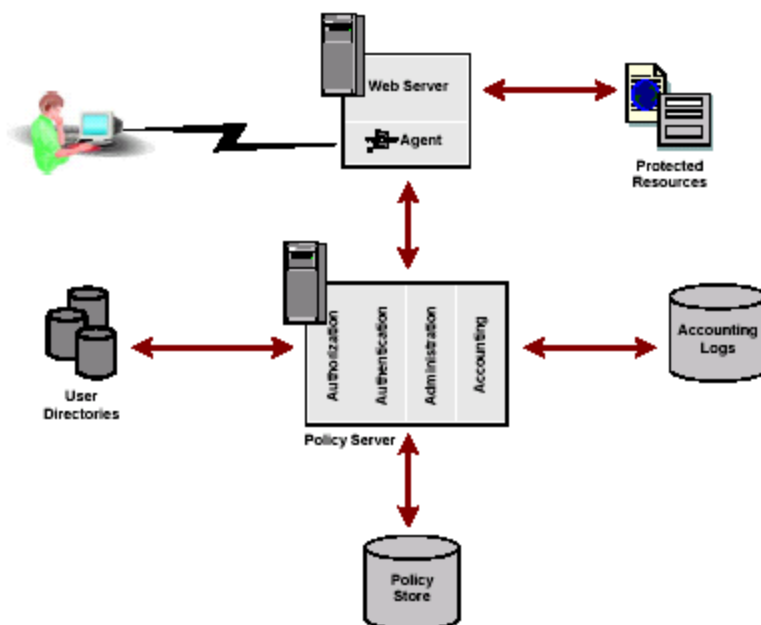 Web Server
Agent
Protected
Resources
Authorization
Authentication
Administration
Accounting
Policy Server
User
Directories
Accounting
Logs
Policy
Store